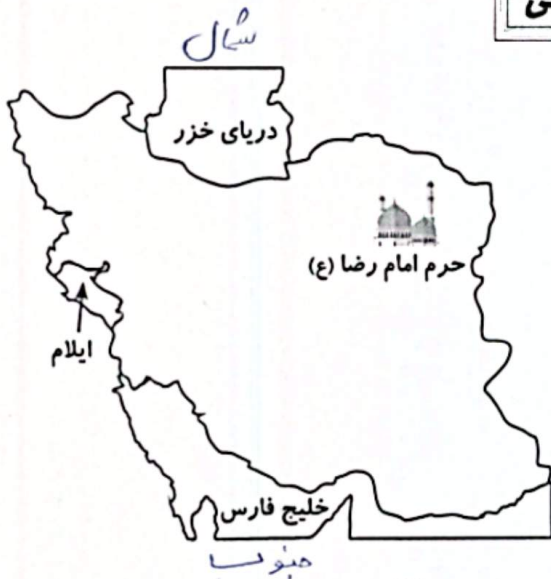 شمال
دریای خزر
حرم امام رضا (ع)
ایلام
خلیج فارس
جنوب